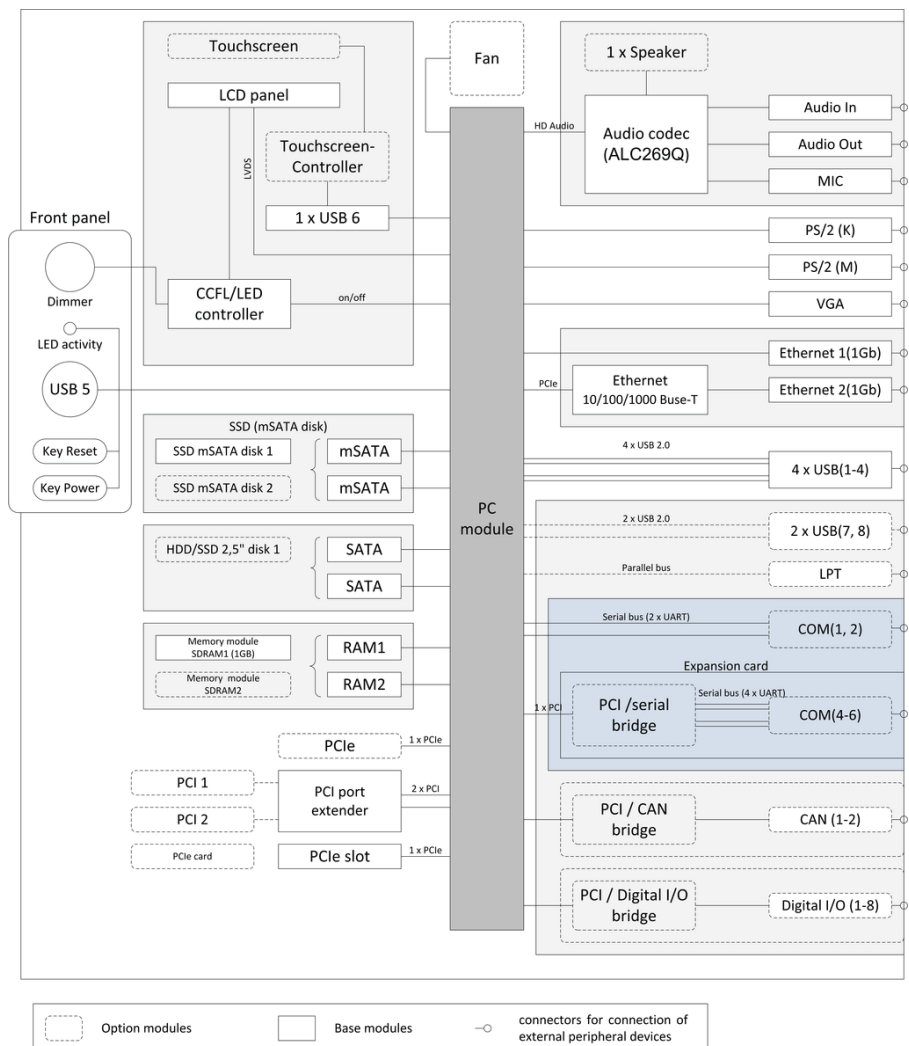 Touchscreen
LCD panel
Touchscreen-
Controller
LVDS
1 x USB 6
CCFL/LED
controller
on/off
Front panel
Dimmer
LED activity
USB 5
Key Reset
Key Power
SSD (mSATA disk)
SSD mSATA disk 1
mSATA
SSD mSATA disk 2
mSATA
HDD/SSD 2,5" disk 1
SATA
SATA
Memory module
SDRAM1 (1GB)
RAM1
Memory module
SDRAM2
RAM2
PCIe
1 x PCIe
PCI 1
PCI 2
PCI port
extender
2 x PCI
PCIe card
PCIe slot
1 x PCIe
Fan
PC
module
1 x Speaker
HD Audio
Audio codec
(ALC269Q)
Audio In
Audio Out
MIC
PS/2 (K)
PS/2 (M)
VGA
Ethernet 1(1Gb)
PCIe
Ethernet
10/100/1000 Buse-T
Ethernet 2(1Gb)
4 x USB 2.0
4 x USB(1-4)
2 x USB 2.0
2 x USB(7, 8)
Parallel bus
LPT
Serial bus (2 x UART)
COM(1, 2)
Expansion card
1 x PCI
PCI /serial
bridge
Serial bus (4 x UART)
COM(4-6)
PCI / CAN
bridge
CAN (1-2)
PCI / Digital I/O
bridge
Digital I/O (1-8)
Option modules
Base modules
connectors for connection of
external peripheral devices